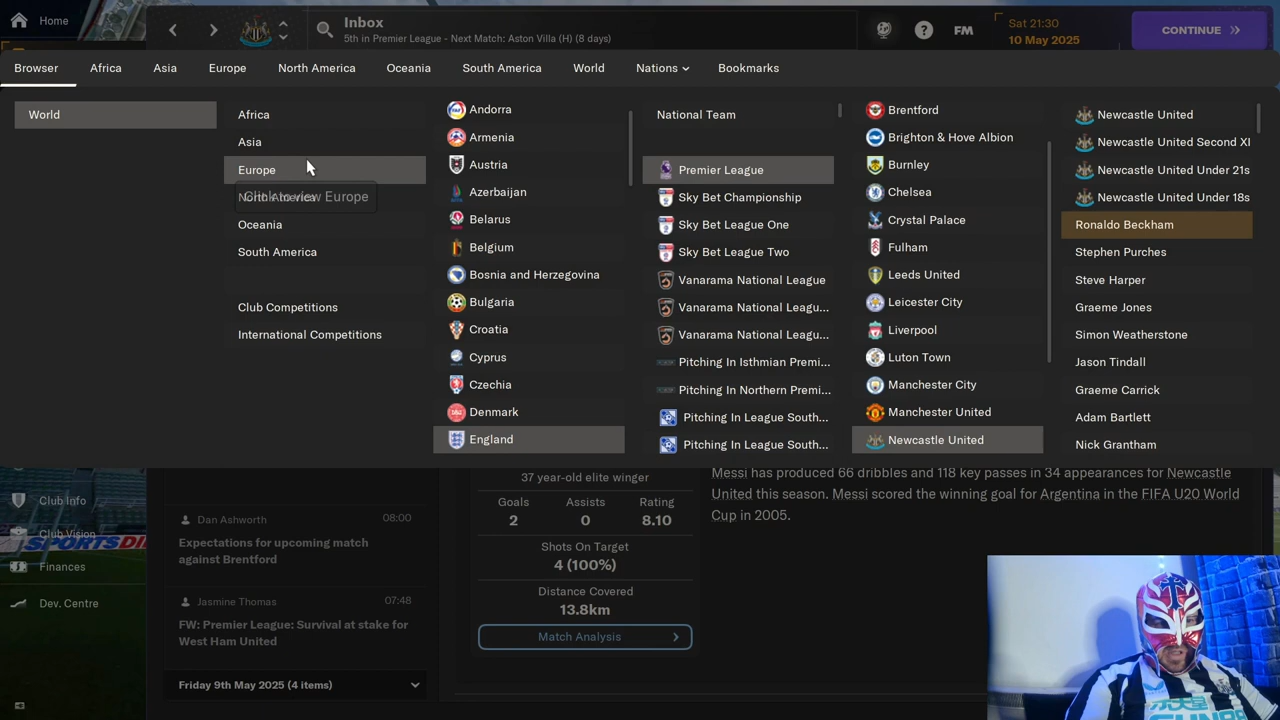 Home
Inbox
5th in Premier League - Next Match: Aston Villa (H) (8 days)
?
FM
Sat 21:30
10 May 2025
CONTINUE
Browser
Africa
Asia
Europe
North America
Oceania
South America
World
Nations
Bookmarks
World
Africa
Asia
Europe
Click to view Europe
Oceania
South America
Club Competitions
International Competitions
Andorra
Armenia
Austria
Azerbaijan
Belarus
Belgium
Bosnia and Herzegovina
Bulgaria
Croatia
Cyprus
Czechia
Denmark
England
National Team
Premier League
Sky Bet Championship
Sky Bet League One
Sky Bet League Two
Vanarama National League
Vanarama National Leagu...
Vanarama National Leagu...
Pitching In Isthmian Premi...
Pitching In Northern Premi...
Pitching In League South...
Pitching In League South...
Brentford
Brighton & Hove Albion
Burnley
Chelsea
Crystal Palace
Fulham
Leeds United
Leicester City
Liverpool
Luton Town
Manchester City
Manchester United
Newcastle United
Newcastle United
Newcastle United Second XI
Newcastle United Under 21s
Newcastle United Under 18s
Ronaldo Beckham
Stephen Purches
Steve Harper
Graeme Jones
Simon Weatherstone
Jason Tindall
Graeme Carrick
Adam Bartlett
Nick Grantham
Club Info
Club Vision
Finances
Dev. Centre
SPORTSDI
Dan Ashworth
08:00
Expectations for upcoming match
against Brentford
Jasmine Thomas
07:48
FW: Premier League: Survival at stake for
West Ham United
Friday 9th May 2025 (4 items)
37 year-old elite winger
Goals
Assists
Rating
2
0
8.10
Shots On Target
4 (100%)
Distance Covered
13.8km
Match Analysis
Messi has produced 66 dribbles and 118 key passes in 34 appearances for Newcastle
United this season. Messi scored the winning goal for Argentina in the FIFA U20 World
Cup in 2005.